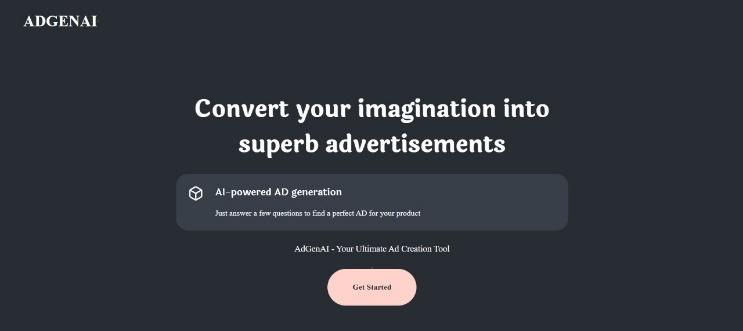 ADGENAI
Convert your imagination into
superb advertisements
AI-powered AD generation
Just answer a few questions to find a perfect AD for your product
AdGenAI - Your Ultimate Ad Creation Tool
Get Started